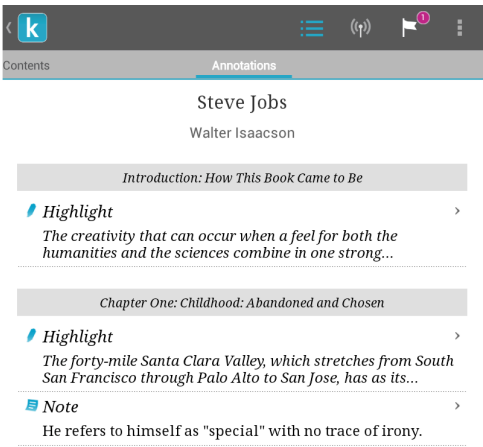 k
1
Contents
Annotations
Steve Jobs
Walter Isaacson
Introduction: How This Book Came to Be
Highlight
The creativity that can occur when a feel for both the
humanities and the sciences combine in one strong...
Chapter One: Childhood: Abandoned and Chosen
Highlight
The forty-mile Santa Clara Valley, which stretches from South
San Francisco through Palo Alto to San Jose, has as its...
Note
He refers to himself as "special" with no trace of irony.